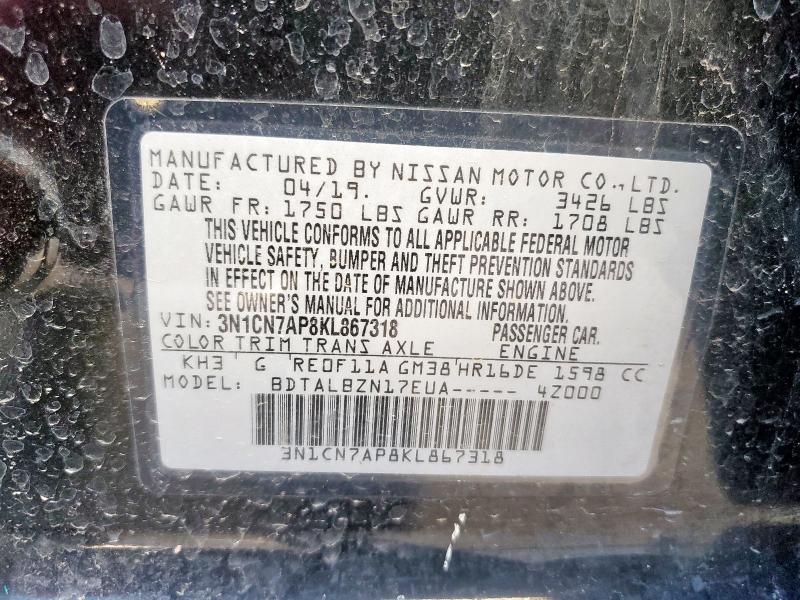 MANUFACTURED BY NISSAN MOTOR CO., LTD.
DATE: 04/19. GVWR: 3426 LBS
GAWR FR: 1750 LBS GAWR RR: 1708 LBS
THIS VEHICLE CONFORMS TO ALL APPLICABLE FEDERAL MOTOR
VEHICLE SAFETY, BUMPER AND THEFT PREVENTION STANDARDS
IN EFFECT ON THE DATE OF MANUFACTURE SHOWN ABOVE.
SEE OWNER'S MANUAL FOR ADDITIONAL INFORMATION.
VIN: 3N1CN7AP8KL867318 PASSENGER CAR.
COLOR TRIM TRANS AXLE ENGINE
KH3 G RE0F11A GM38 HR16DE 1598 CC
MODEL: BDTALBZN17EUA----- 4Z000
3N1CN7AP8KL867318